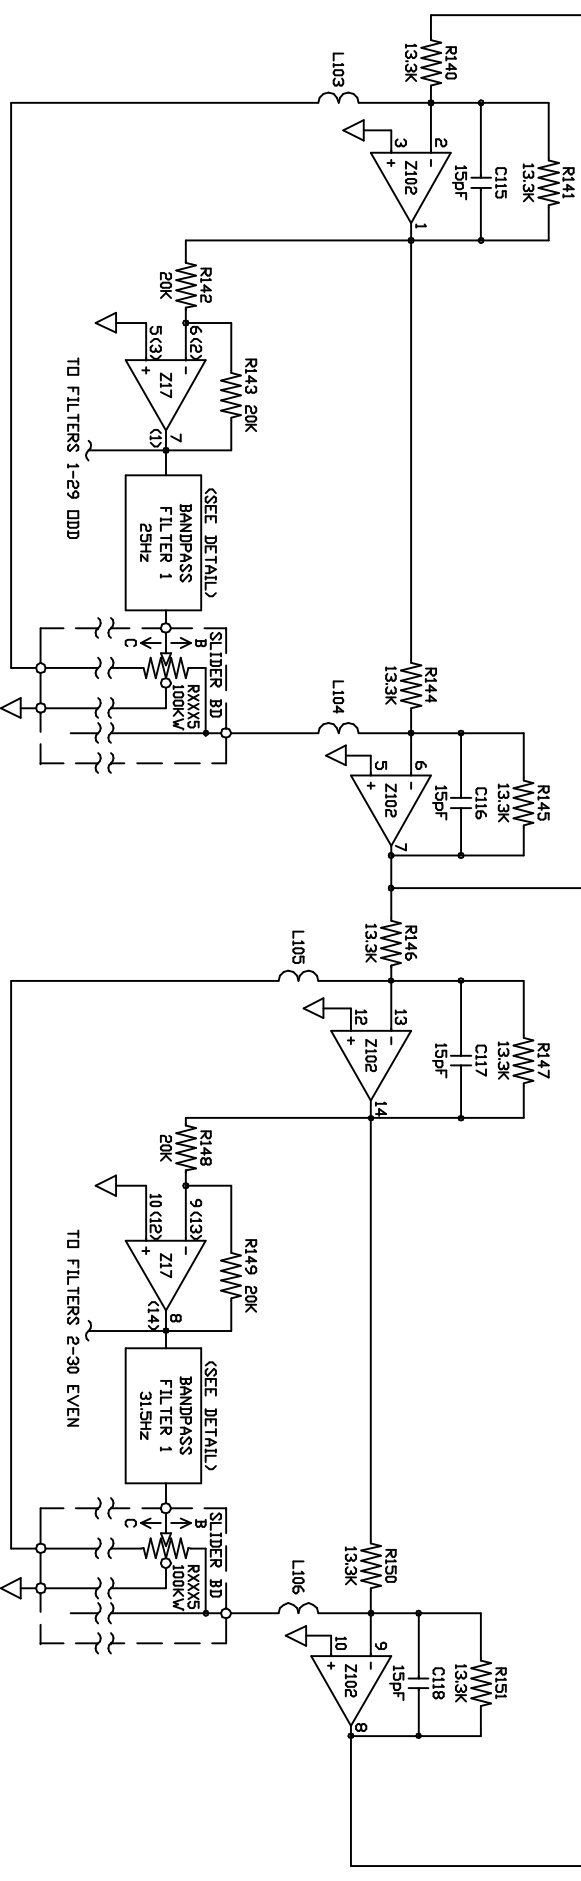 R140
13.3K
L103
R141
13.3K
C115
15pF
2
3
-
+
Z102
1
R142
20K
R143 20K
6(2)
5(3)
-
+
Z17
7
(1)
TO FILTERS 1-29 ODD
(SEE DETAIL)
BANDPASS
FILTER 1
25Hz
SLIDER BD
B
C
RXXX5
100KW
R144
13.3K
L104
R145
13.3K
C116
15pF
6
5
-
+
Z102
7
R146
13.3K
L105
R147
13.3K
C117
15pF
13
12
-
+
Z102
14
R148
20K
R149 20K
9(13)
10(12)
-
+
Z17
8
(14)
TO FILTERS 2-30 EVEN
(SEE DETAIL)
BANDPASS
FILTER 1
31.5Hz
SLIDER BD
B
C
RXXX5
100KW
R150
13.3K
L106
R151
13.3K
C118
15pF
9
10
-
+
Z102
8